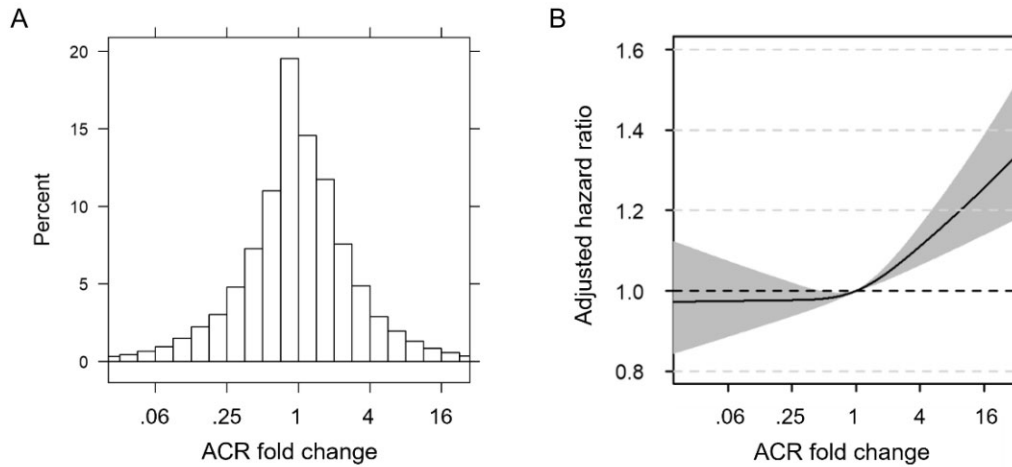 A
Percent
20
15
10
5
0
.06 .25 1 4 16
ACR fold change
B
Adjusted hazard ratio
1.6
1.4
1.2
1.0
0.8
.06 .25 1 4 16
ACR fold change